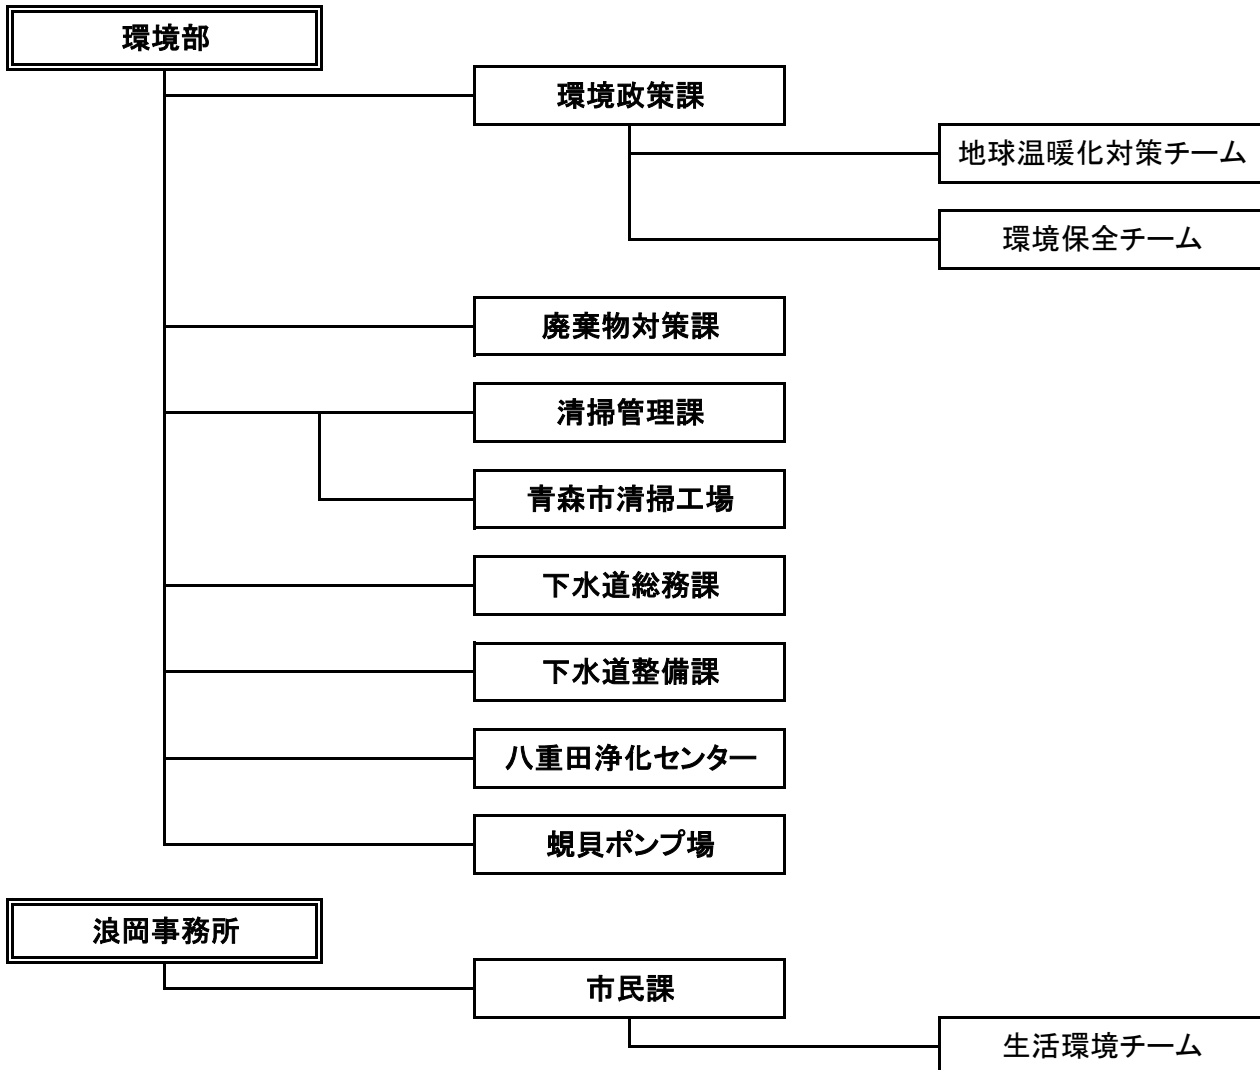 環境部
環境政策課
地球温暖化対策チーム
環境保全チーム
廃棄物対策課
清掃管理課
青森市清掃工場
下水道総務課
下水道整備課
八重田浄化センター
蜆貝ポンプ場
浪岡事務所
市民課
生活環境チーム